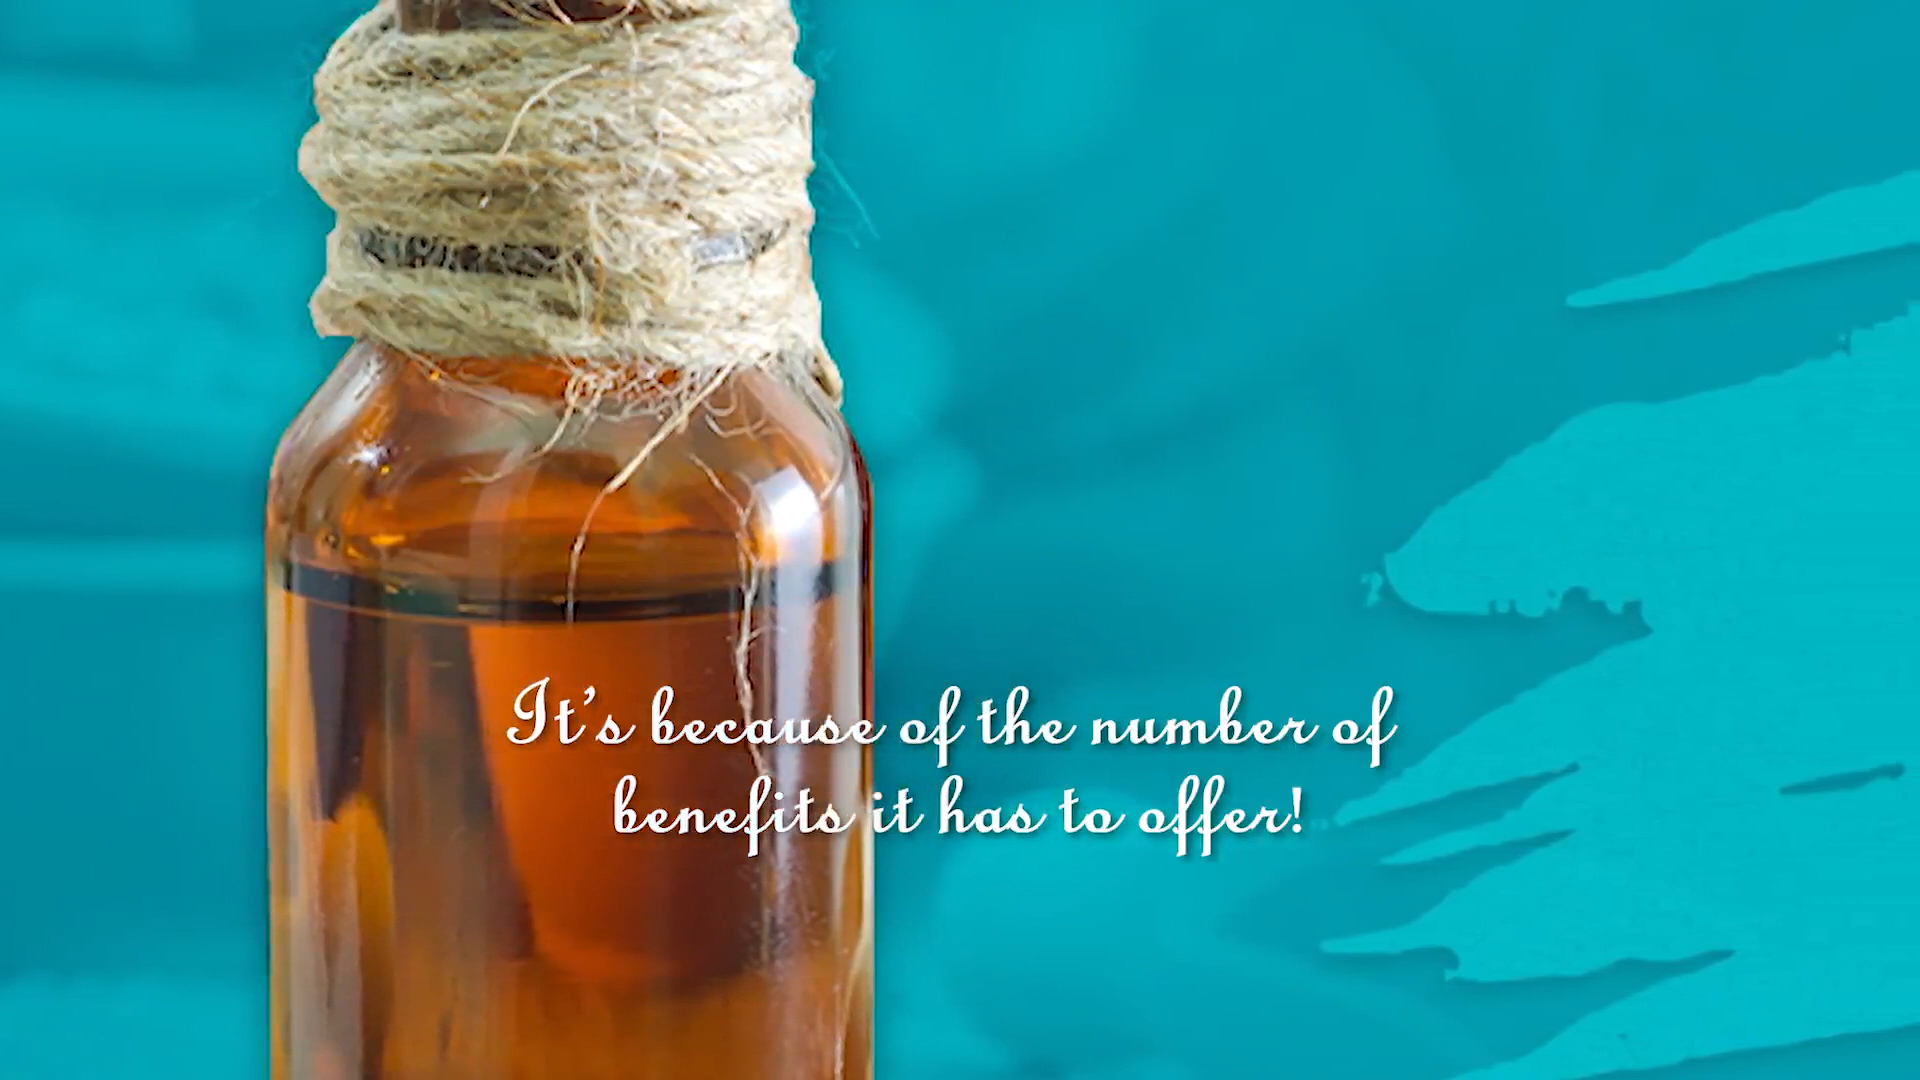 It's because of the number of
benefits it has to offer!